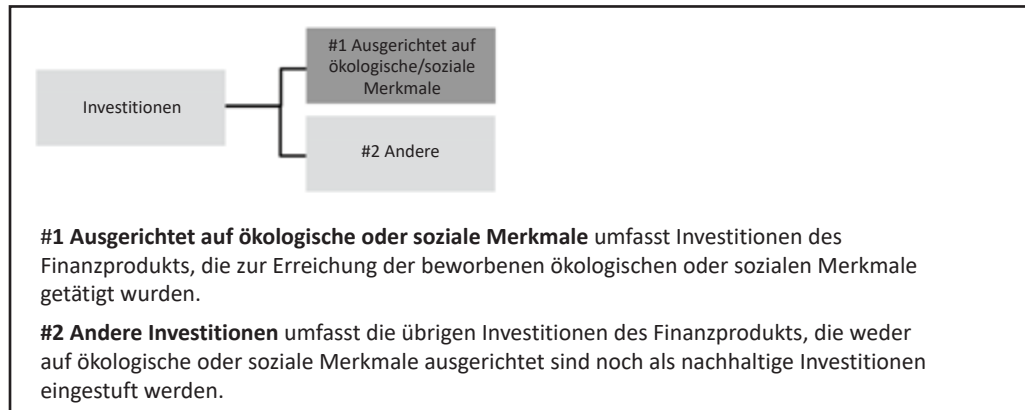 #1 Ausgerichtet auf
ökologische/soziale
Merkmale
Investitionen
#2 Andere
#1 Ausgerichtet auf ökologische oder soziale Merkmale umfasst Investitionen des
Finanzprodukts, die zur Erreichung der beworbenen ökologischen oder sozialen Merkmale
getätigt wurden.
#2 Andere Investitionen umfasst die übrigen Investitionen des Finanzprodukts, die weder
auf ökologische oder soziale Merkmale ausgerichtet sind noch als nachhaltige Investitionen
eingestuft werden.